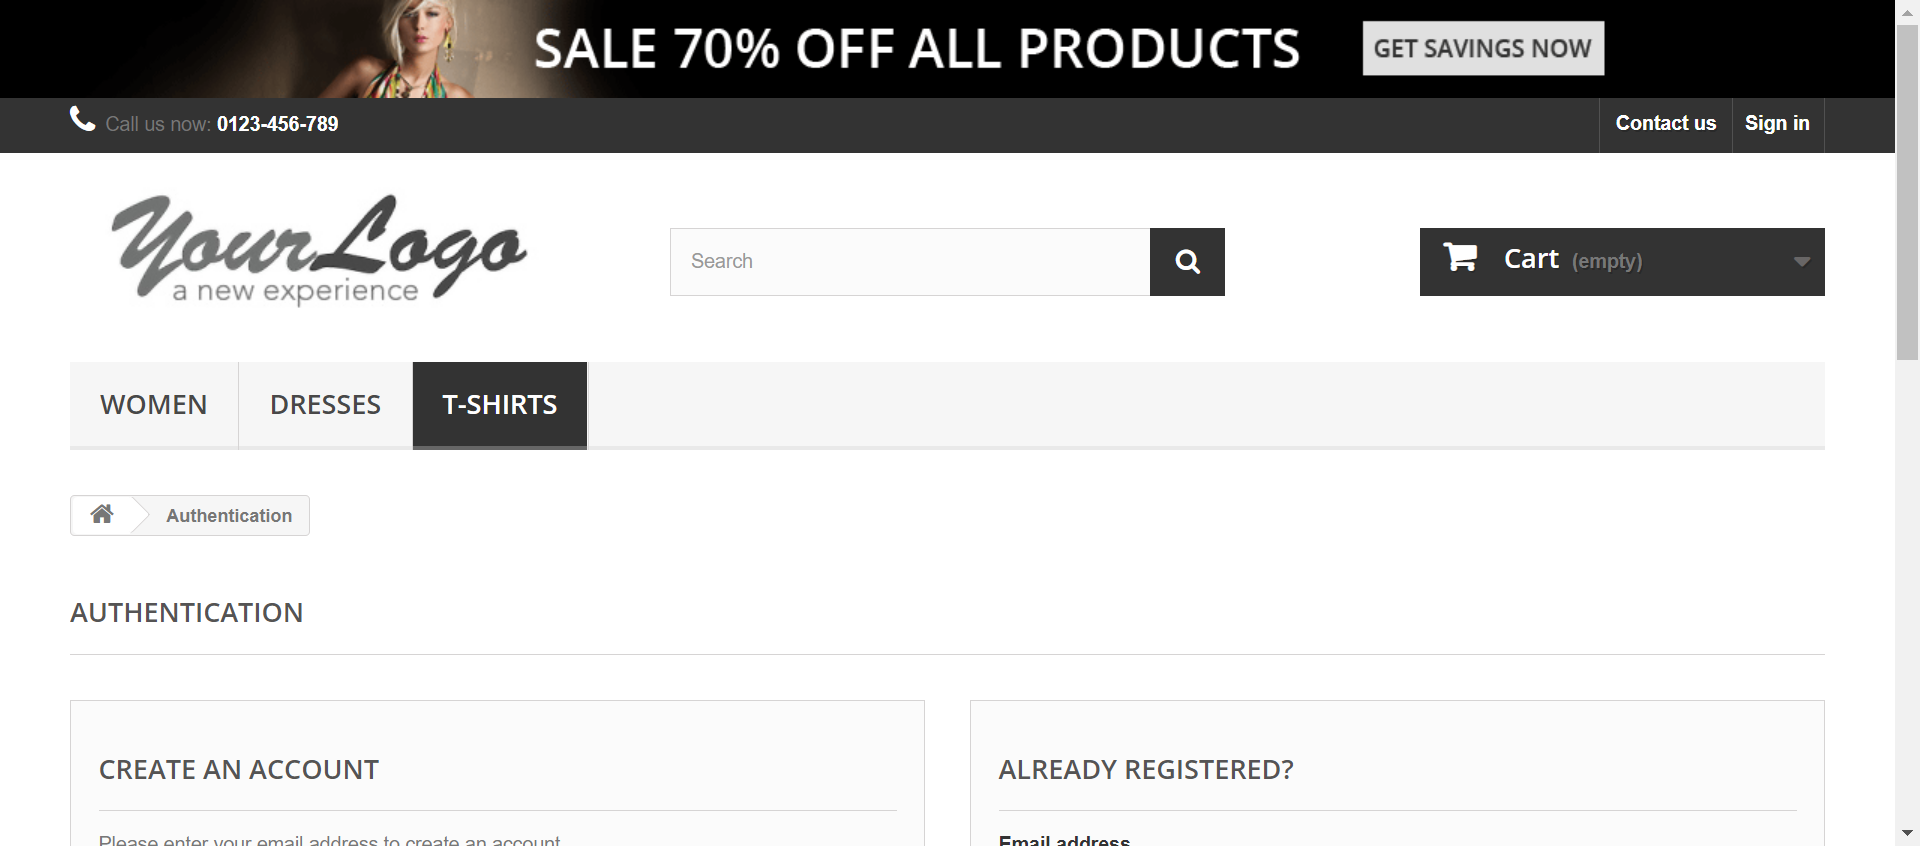 SALE 70% OFF ALL PRODUCTS
GET SAVINGS NOW
Call us now: 0123-456-789
Contact us
Sign in
YourLogo
a new experience
Search
Cart (empty)
WOMEN
DRESSES
T-SHIRTS
Authentication
AUTHENTICATION
CREATE AN ACCOUNT
Please enter your email address to create an account
ALREADY REGISTERED?
Email address